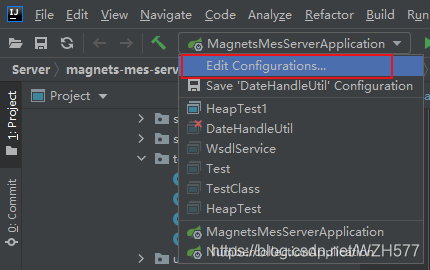 File Edit View Navigate Code Analyze Refactor Build Run
MagnetsMesServerApplication
Server magnets-mes-serv
Edit Configurations...
Save 'DateHandleUtil' Configuration
1: Project
Project
HeapTest1
DateHandleUtil
WsdlService
Test
TestClass
HeapTest
MagnetsMesServerApplication
0: Commit
https://blog.csdn.net/WZH577